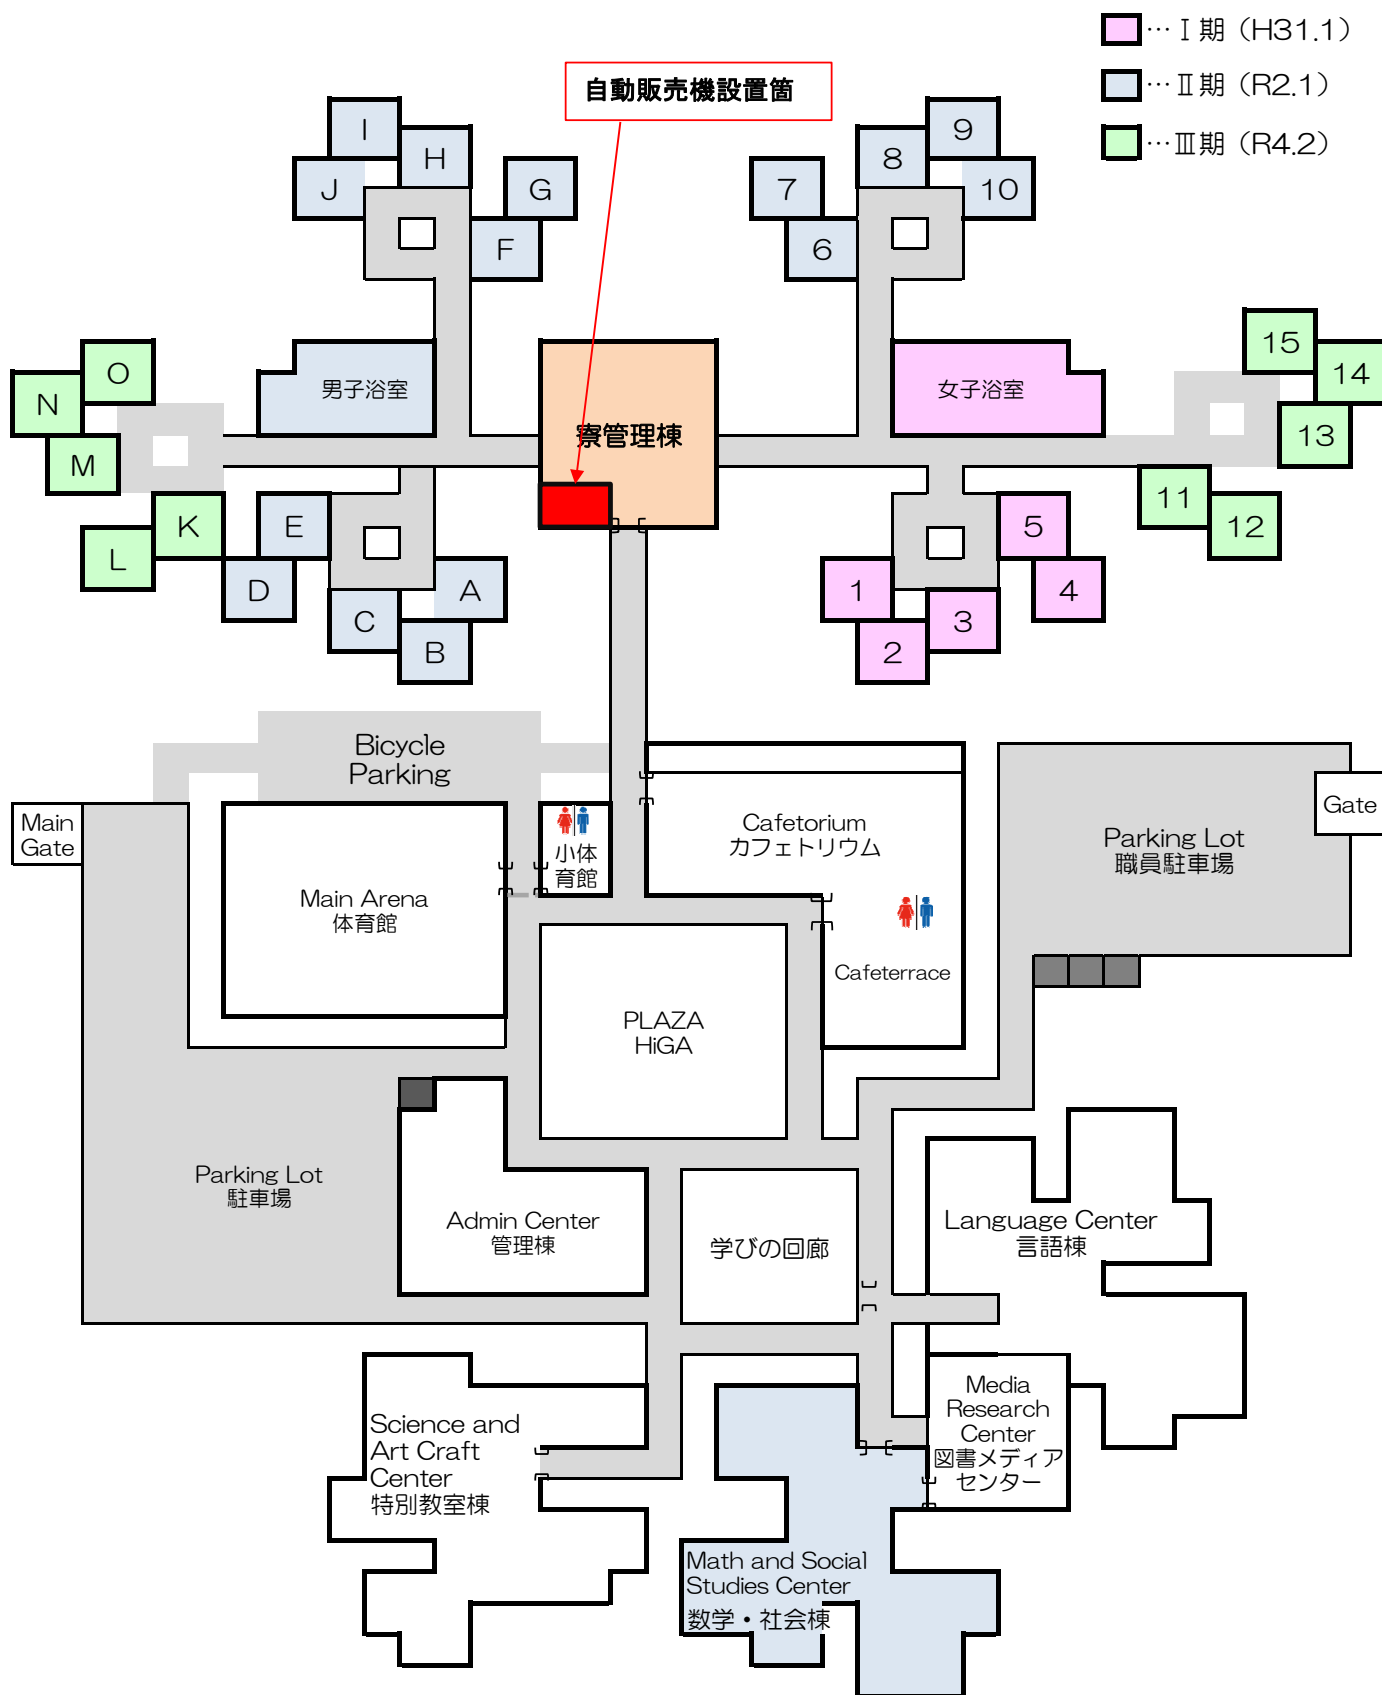 …Ⅰ期（H31.1）
…Ⅱ期（R2.1）
…Ⅲ期（R4.2）
自動販売機設置箇
I
H
J
G
F
9
8
7
10
6
男子浴室
寮管理棟
女子浴室
O
N
M
K
L
E
D
C
A
B
15
14
13
11
12
5
1
4
3
2
Bicycle
Parking
Main
Gate
Main Arena
体育館
小体
育館
Cafetorium
カフェトリウム
Cafeterrace
Parking Lot
職員駐車場
Gate
PLAZA
HiGA
Parking Lot
駐車場
Admin Center
管理棟
学びの回廊
Language Center
言語棟
Science and
Art Craft
Center
特別教室棟
Media
Research
Center
図書メディア
センター
Math and Social
Studies Center
数学・社会棟